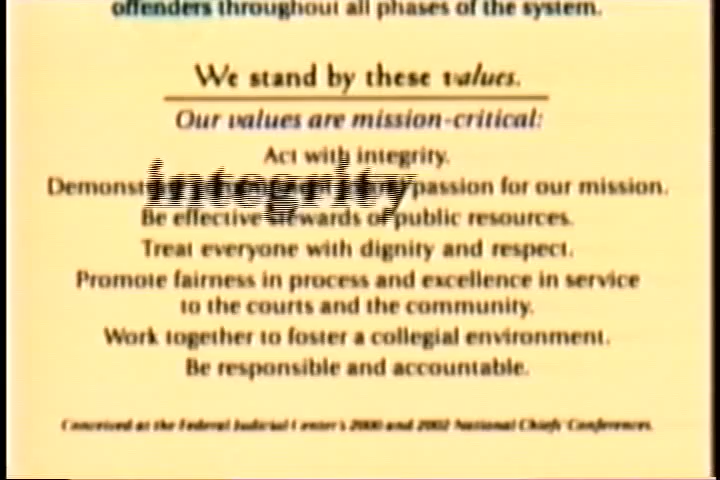 offenders throughout all phases of the system.
We stand by these values.
Our values are mission-critical:
Act with integrity.
integrity
passion for our mission.
Be effective stewards of public resources.
Treat everyone with dignity and respect.
Promote fairness in process and excellence in service
to the courts and the community.
Work together to foster a collegial environment.
Be responsible and accountable.
Conceived at the Federal Judicial Center's 2000 and 2002 National Chiefs' Conferences.